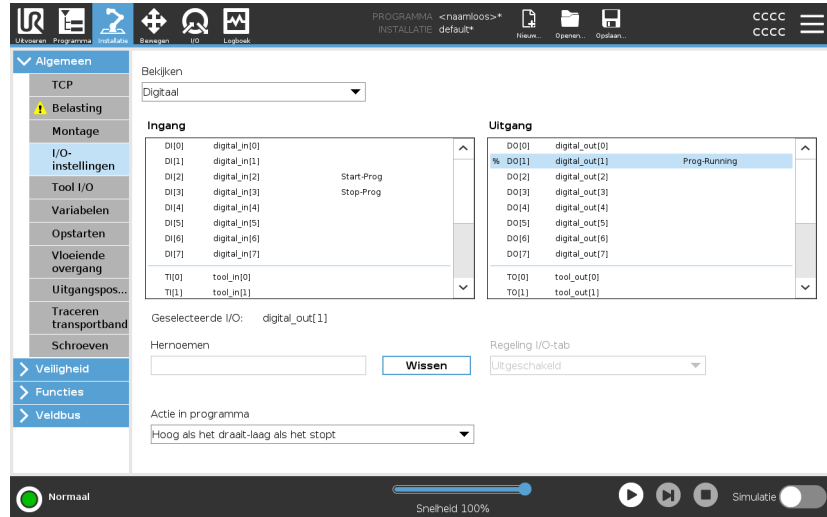 UR
PROGRAMMA <naamloos>*
INSTALLATIE default*
cccc
cccc
Uitvoeren Programma Installatie Bewegen I/O Logboek Nieuw... Openen... Opslaan...
Algemeen
TCP
Belasting
Montage
I/O-
instellingen
Tool I/O
Variabelen
Opstarten
Vloeiende
overgang
Uitgangspos...
Traceren
transportband
Schroeven
Veiligheid
Functies
Veldbus
Bekijken
Digitaal
Ingang
DI[0] digital_in[0]
DI[1] digital_in[1]
DI[2] digital_in[2] Start-Prog
DI[3] digital_in[3] Stop-Prog
DI[4] digital_in[4]
DI[5] digital_in[5]
DI[6] digital_in[6]
DI[7] digital_in[7]
TI[0] tool_in[0]
TI[1] tool_in[1]
Uitgang
DO[0] digital_out[0]
% DO[1] digital_out[1] Prog-Running
DO[2] digital_out[2]
DO[3] digital_out[3]
DO[4] digital_out[4]
DO[5] digital_out[5]
DO[6] digital_out[6]
DO[7] digital_out[7]
TO[0] tool_out[0]
TO[1] tool_out[1]
Geselecteerde I/O: digital_out[1]
Hernoemen
Wissen
Regeling I/O-tab
Uitgeschakeld
Actie in programma
Hoog als het draait-laag als het stopt
Normaal
Snelheid 100%
Simulatie